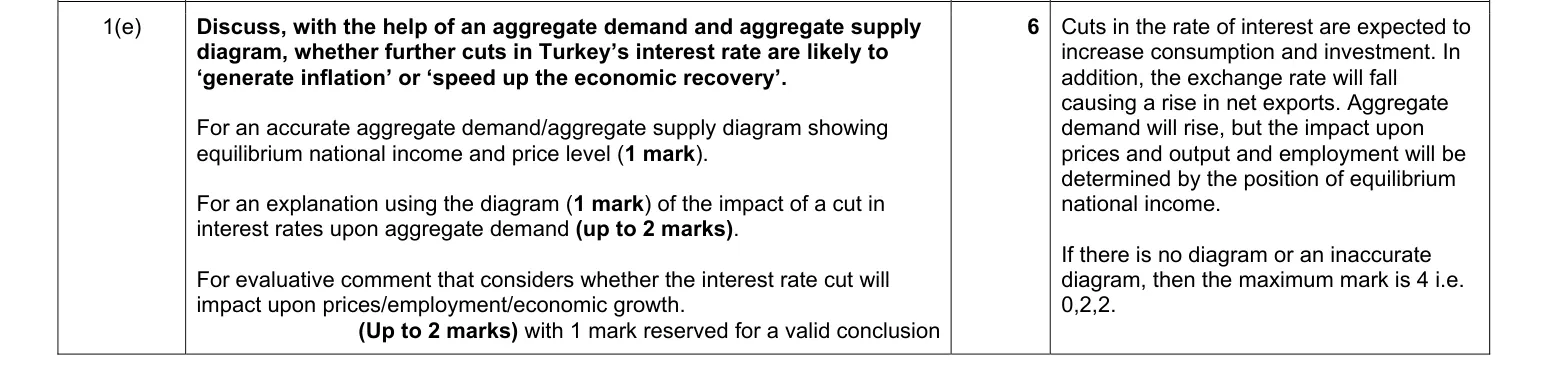 1(e)
Discuss, with the help of an aggregate demand and aggregate supply
diagram, whether further cuts in Turkey’s interest rate are likely to
‘generate inflation’ or ‘speed up the economic recovery’.
For an accurate aggregate demand/aggregate supply diagram showing
equilibrium national income and price level (1 mark).
For an explanation using the diagram (1 mark) of the impact of a cut in
interest rates upon aggregate demand (up to 2 marks).
For evaluative comment that considers whether the interest rate cut will
impact upon prices/employment/economic growth.
(Up to 2 marks) with 1 mark reserved for a valid conclusion
6
Cuts in the rate of interest are expected to
increase consumption and investment. In
addition, the exchange rate will fall
causing a rise in net exports. Aggregate
demand will rise, but the impact upon
prices and output and employment will be
determined by the position of equilibrium
national income.
If there is no diagram or an inaccurate
diagram, then the maximum mark is 4 i.e.
0,2,2.